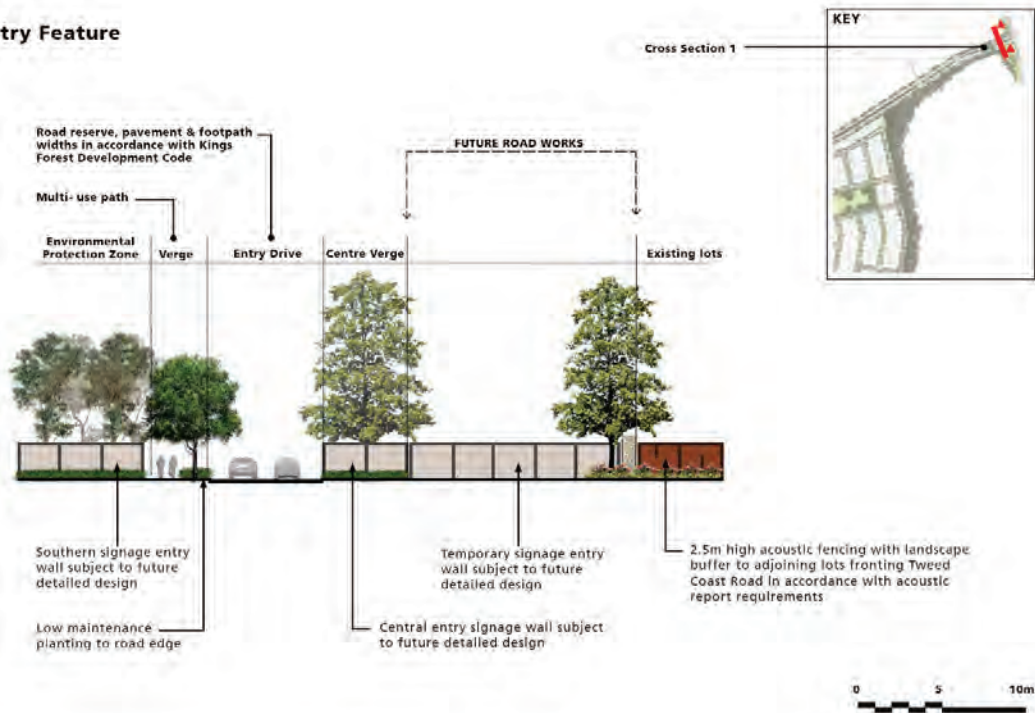 try Feature
KEY
Cross Section 1
Road reserve, pavement & footpath
widths in accordance with Kings
Forest Development Code
FUTURE ROAD WORKS
Multi- use path
Environmental
Protection Zone
Verge
Entry Drive
Centre Verge
Existing lots
Southern signage entry
wall subject to future
detailed design
Temporary signage entry
wall subject to future
detailed design
2.5m high acoustic fencing with landscape
buffer to adjoining lots fronting Tweed
Coast Road in accordance with acoustic
report requirements
Low maintenance
planting to road edge
Central entry signage wall subject
to future detailed design
0 5 10m